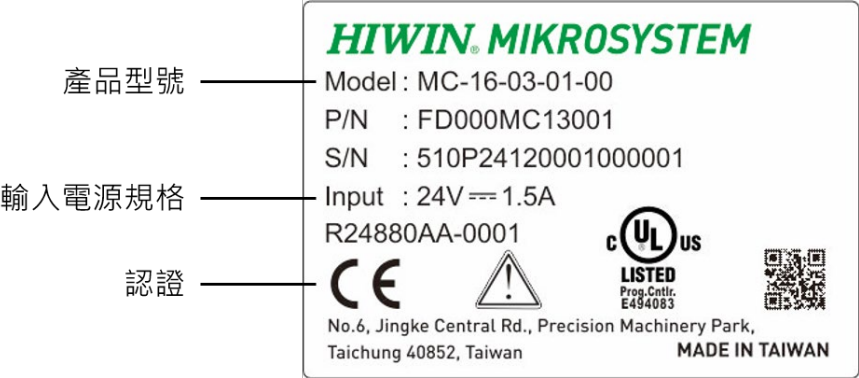 HIWIN® MIKROSYSTEM
產品型號
Model : MC-16-03-01-00
P/N : FD000MC13001
S/N : 510P24120001000001
輸入電源規格
Input : 24V⎓1.5A
R24880AA-0001
認證
CE
C UL® US
LISTED
Prog.Cntlr.
E494083
No.6, Jingke Central Rd., Precision Machinery Park,
Taichung 40852, Taiwan
MADE IN TAIWAN